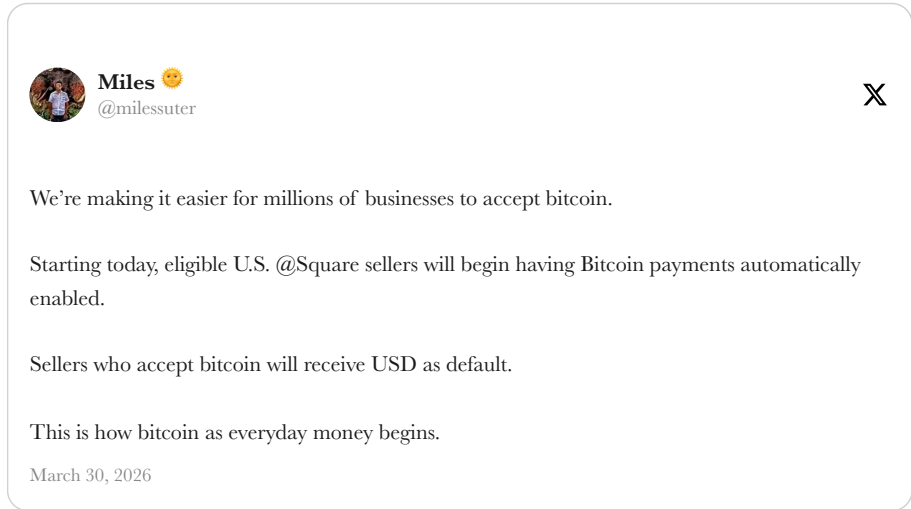 Miles 🌞
@milessuter
We’re making it easier for millions of businesses to accept bitcoin.
Starting today, eligible U.S. @Square sellers will begin having Bitcoin payments automatically
enabled.
Sellers who accept bitcoin will receive USD as default.
This is how bitcoin as everyday money begins.
March 30, 2026